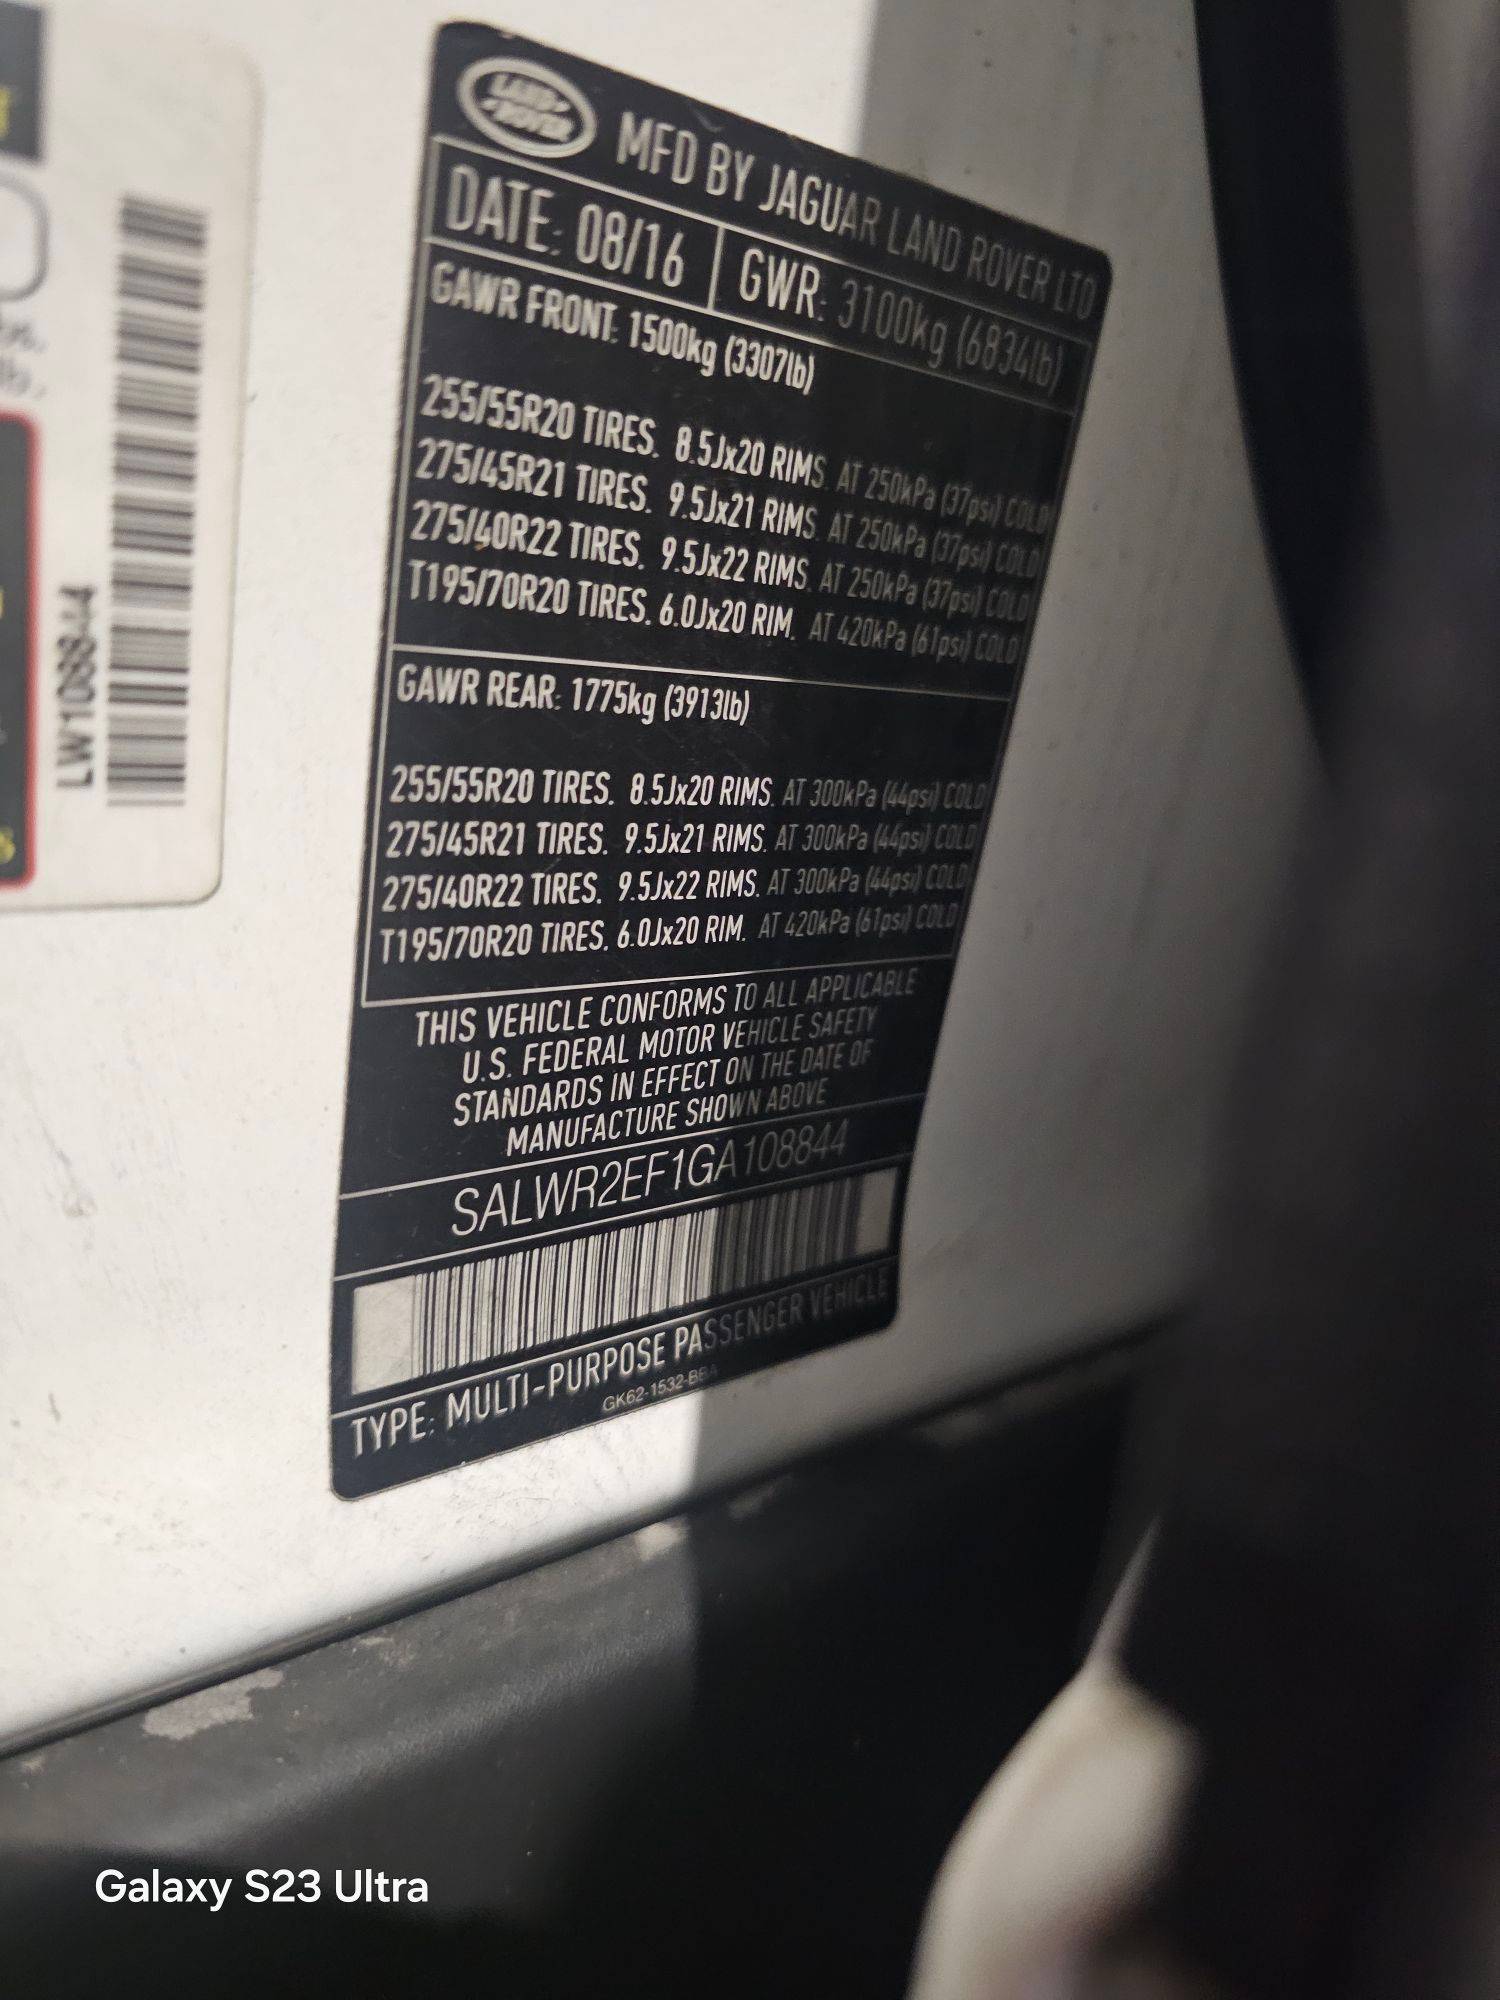 LAND ROVER
MFD BY JAGUAR LAND ROVER LTD
DATE: 08/16 GWR: 3100kg (6834lb)
GAWR FRONT: 1500kg (3307lb)
255/55R20 TIRES. 8.5Jx20 RIMS. AT 250kPa (37psi) COLD
275/45R21 TIRES. 9.5Jx21 RIMS. AT 250kPa (37psi) COLD
275/40R22 TIRES. 9.5Jx22 RIMS. AT 250kPa (37psi) COLD
T195/70R20 TIRES. 6.0Jx20 RIM. AT 420kPa (61psi) COLD
GAWR REAR: 1775kg (3913lb)
255/55R20 TIRES. 8.5Jx20 RIMS. AT 300kPa (44psi) COLD
275/45R21 TIRES. 9.5Jx21 RIMS. AT 300kPa (44psi) COLD
275/40R22 TIRES. 9.5Jx22 RIMS. AT 300kPa (44psi) COLD
T195/70R20 TIRES. 6.0Jx20 RIM. AT 420kPa (61psi) COLD
THIS VEHICLE CONFORMS TO ALL APPLICABLE
U.S. FEDERAL MOTOR VEHICLE SAFETY
STANDARDS IN EFFECT ON THE DATE OF
MANUFACTURE SHOWN ABOVE
SALWR2EF1GA108844
TYPE: MULTI-PURPOSE PASSENGER VEHICLE
GK62-1532-BBA
LW108844
Galaxy S23 Ultra